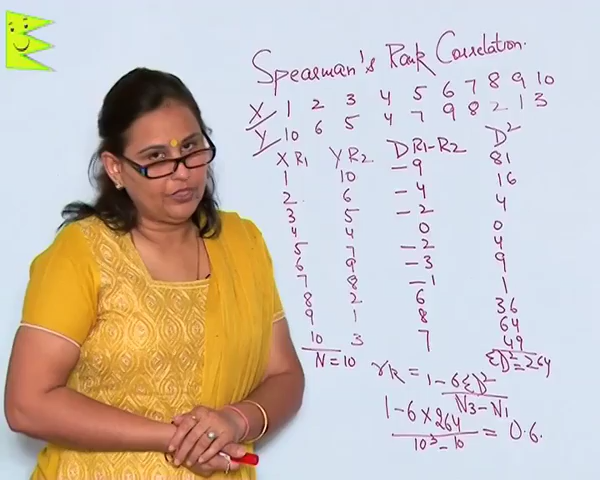 Spearman's Rank Correlation.
X 1 2 3 4 5 6 7 8 9 10
Y 10 6 5 4 7 9 8 2 1 3
X R1 Y R2 D R1-R2 D²
1 10 -9 81
2 6 -4 16
3 5 -2 4
4 4 0 0
5 7 -2 4
6 9 -3 9
7 8 -1 1
8 2 6 36
9 1 8 64
10 3 7 49
N=10 ΣD²=264
rR = 1-6ΣD²
N3-N1
1-6×264
10³-10 = 0.6.